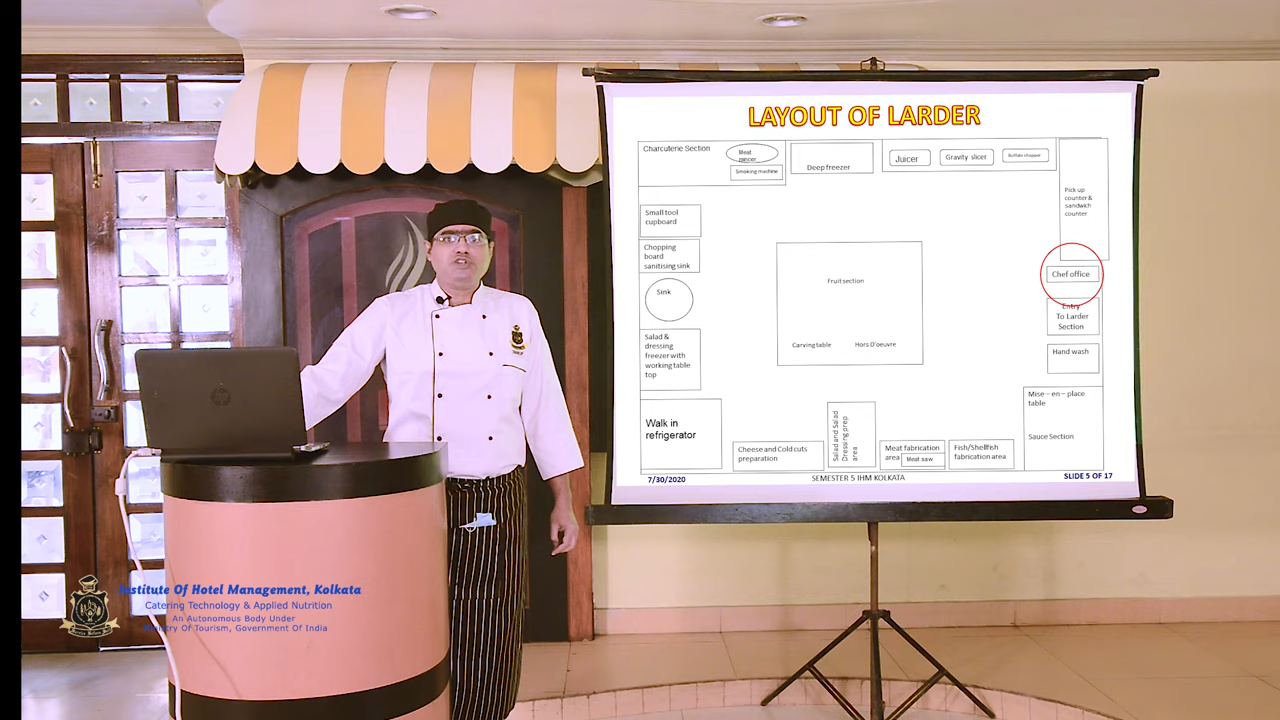 LAYOUT OF LARDER
Charcuterie Section
Meat
mincer
Smoking machine
Deep freezer
Juicer
Gravity slicer
Buffalo chopper
Pick up
counter &
sandwich
counter
Small tool
cupboard
Chopping
board
sanitising sink
Sink
Fruit section
Chef office
Entry
To Larder
Section
Salad &
dressing
freezer with
working table
top
Carving table
Hors D'oeuvre
Hand wash
Mise – en – place
table
Sauce Section
Walk in
refrigerator
Cheese and Cold cuts
preparation
Salad and Salad
Dressing prep
area
Meat fabrication
area
Meat saw
Fish/Shellfish
fabrication area
7/30/2020
SEMESTER 5 IHM KOLKATA
SLIDE 5 OF 17
Institute Of Hotel Management, Kolkata
Catering Technology & Applied Nutrition
An Autonomous Body Under
Ministry Of Tourism, Government Of India